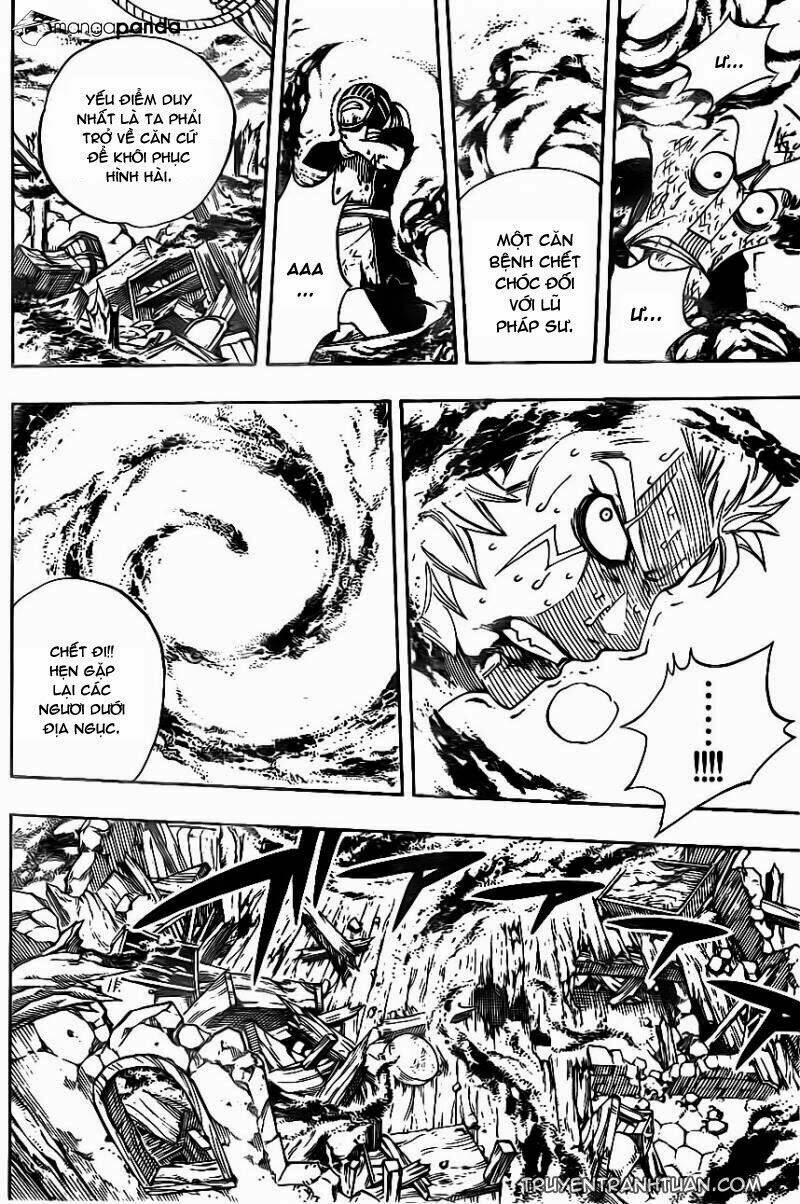 mangapanda
Ư...
Ư...
MỘT CĂN
BỆNH CHẾT
CHÓC ĐỐI
VỚI LŨ
PHÁP SƯ.
AAA
...
YẾU ĐIỂM DUY
NHẤT LÀ TA PHẢI
TRỞ VỀ CĂN CỨ
ĐỂ KHÔI PHỤC
HÌNH HÀI.
......
!!!!!
CHẾT ĐI!!
HẸN GẶP
LẠI CÁC
NGƯƠI DƯỚI
ĐỊA NGỤC.
TRUYENTRANHTUAN.COM